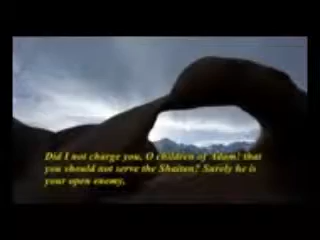 Did I not charge you, O children of Adam! that
you should not serve the Shaitan? Surely he is
your open enemy,